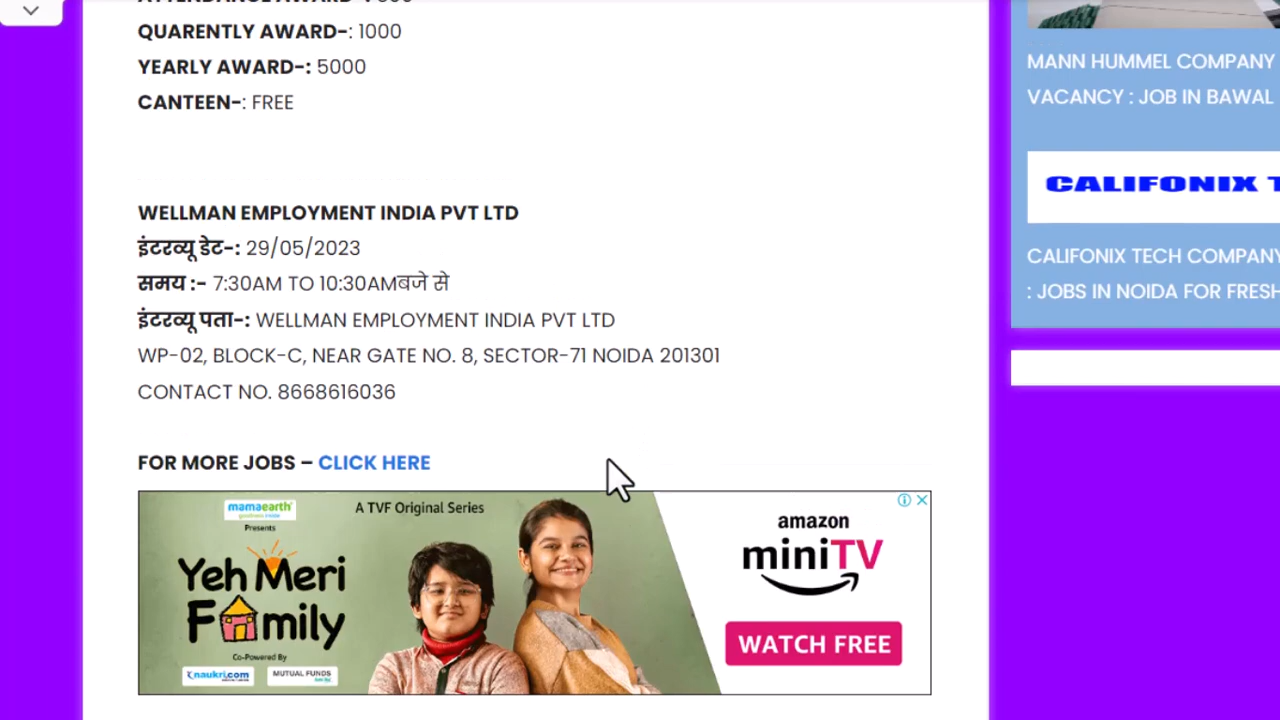 QUARENTLY AWARD-: 1000
YEARLY AWARD-: 5000
CANTEEN-: FREE
WELLMAN EMPLOYMENT INDIA PVT LTD
इंटरव्यू डेट-: 29/05/2023
समय :- 7:30AM TO 10:30AMबजे से
इंटरव्यू पता-: WELLMAN EMPLOYMENT INDIA PVT LTD
WP-02, BLOCK-C, NEAR GATE NO. 8, SECTOR-71 NOIDA 201301
CONTACT NO. 8668616036
FOR MORE JOBS – CLICK HERE
mamaearth
goodness inside
Presents
Yeh Meri
Family
Co-Powered By
naukri.com
MUTUAL FUNDS
Sahi Hai
A TVF Original Series
amazon
miniTV
WATCH FREE
MANN HUMMEL COMPANY
VACANCY : JOB IN BAWAL
CALIFONIX T
CALIFONIX TECH COMPANY
: JOBS IN NOIDA FOR FRESH